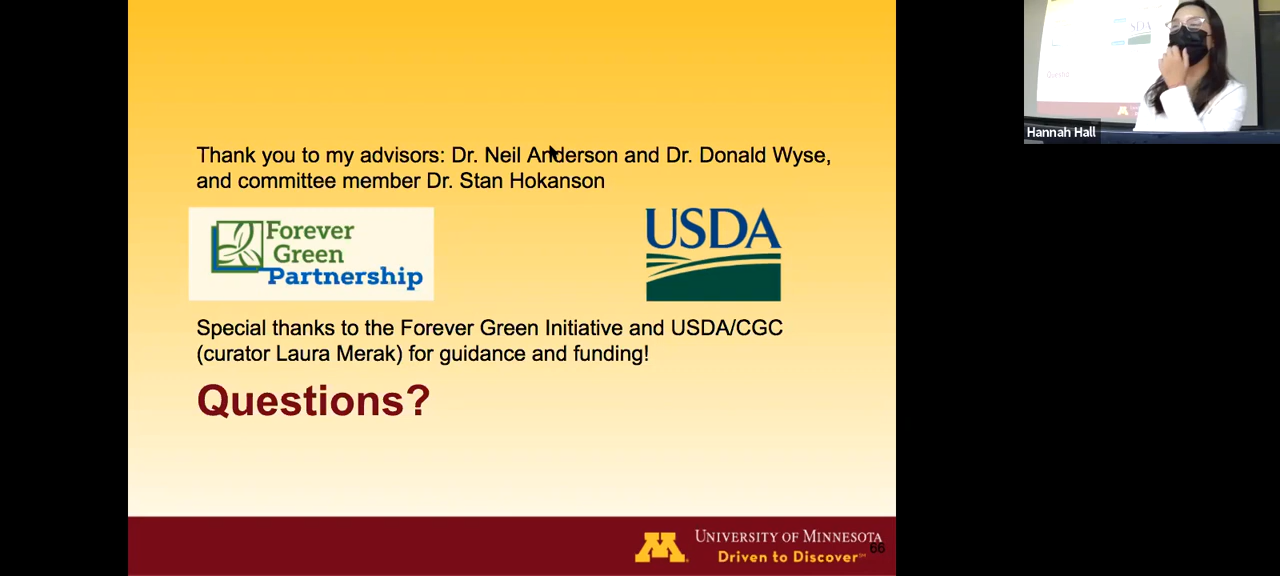 Thank you to my advisors: Dr. Neil Anderson and Dr. Donald Wyse,
and committee member Dr. Stan Hokanson
Forever
Green
Partnership
USDA
Special thanks to the Forever Green Initiative and USDA/CGC
(curator Laura Merak) for guidance and funding!
Questions?
UNIVERSITY OF MINNESOTA
Driven to Discover℠
66
Hannah Hall